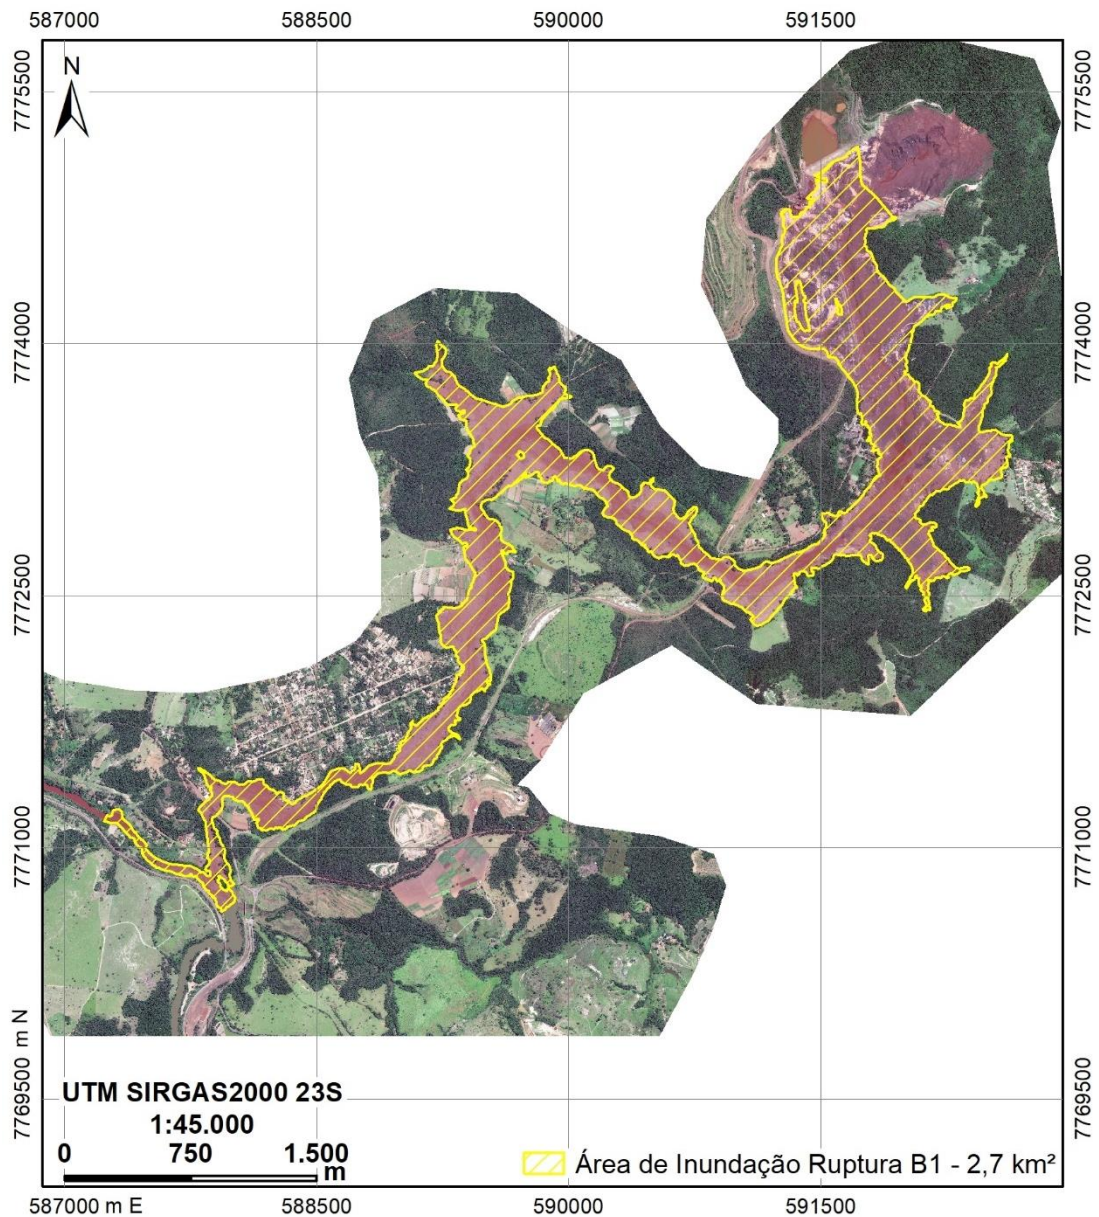 587000 588500 590000 591500
N
7775500 7775500
7774000 7774000
7772500 7772500
7771000 7771000
7769500 m N 7769500
UTM SIRGAS2000 23S
1:45.000
0 750 1.500
m
Área de Inundação Ruptura B1 - 2,7 km²
587000 m E 588500 590000 591500